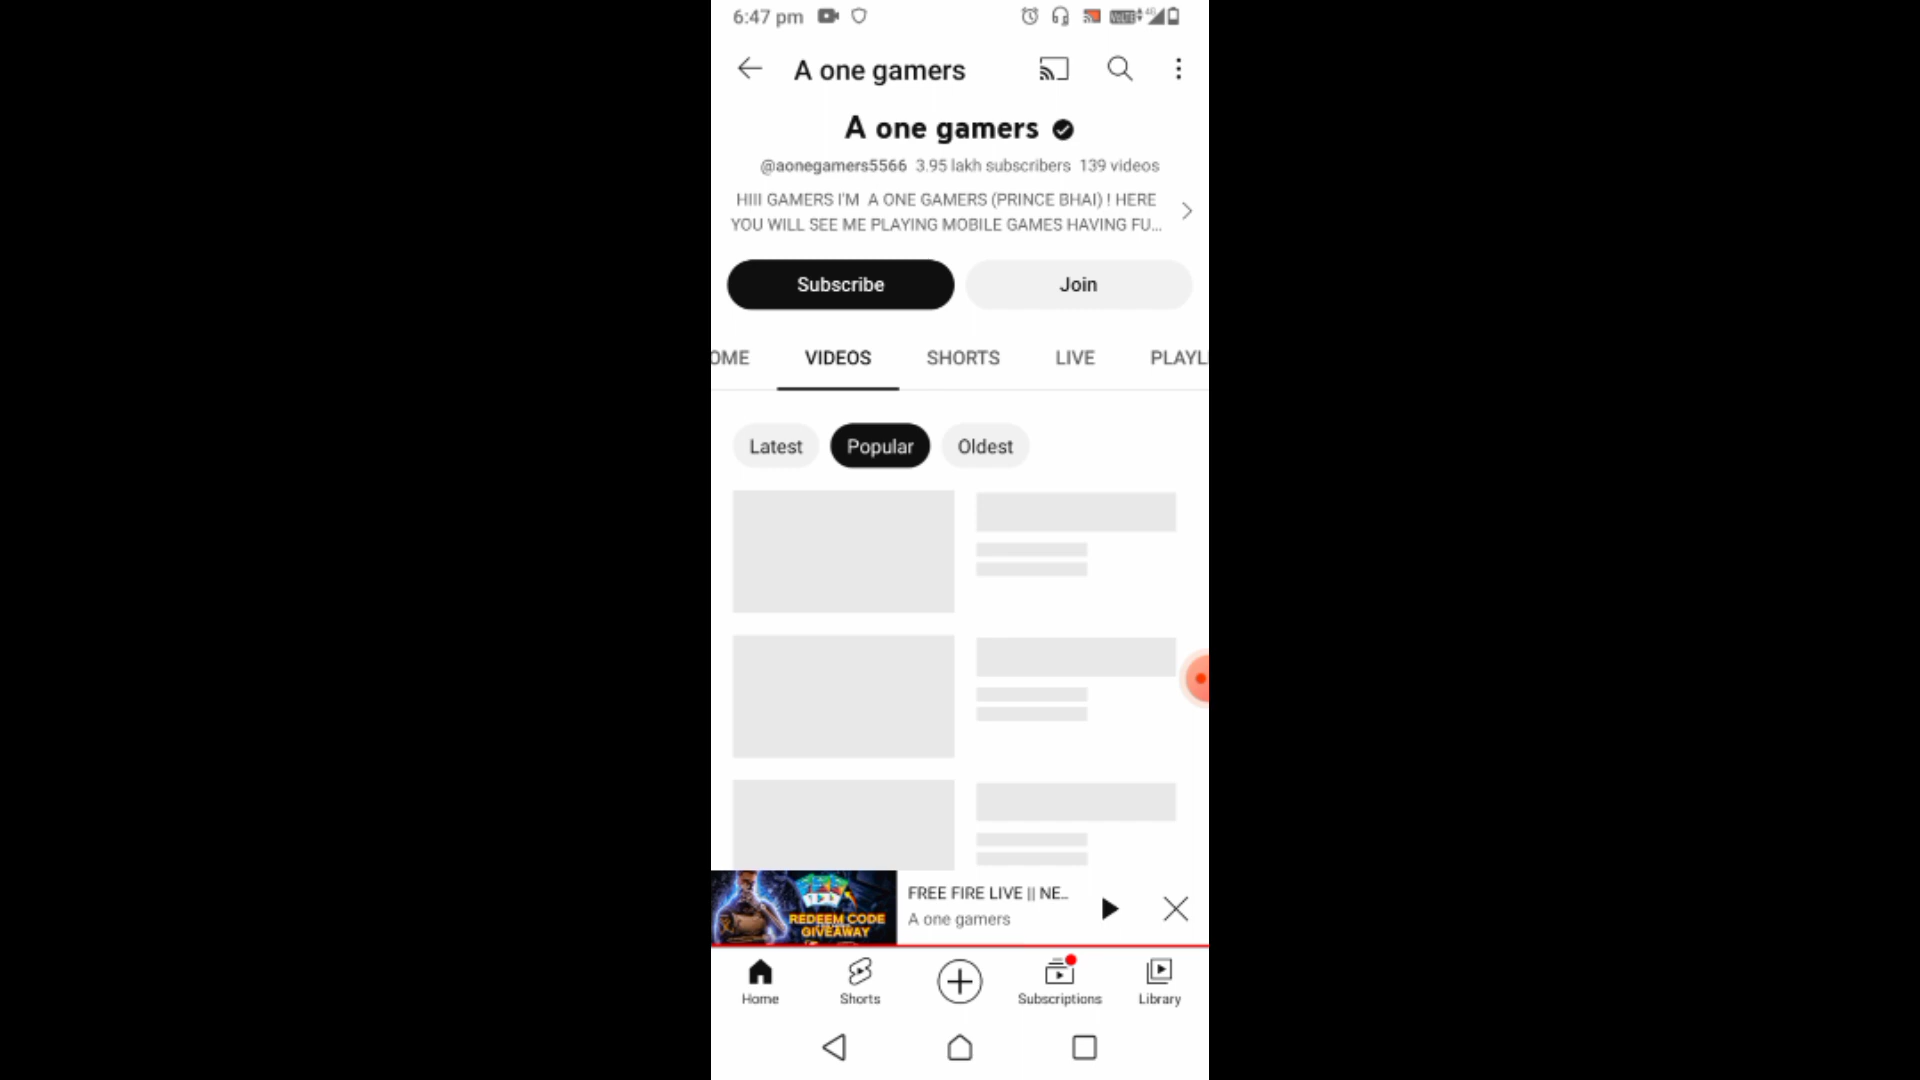 6:47 pm
A one gamers
A one gamers
@aonegamers5566 3.95 lakh subscribers 139 videos
HIII GAMERS I'M A ONE GAMERS (PRINCE BHAI) ! HERE
YOU WILL SEE ME PLAYING MOBILE GAMES HAVING FU...
Subscribe Join
OME VIDEOS SHORTS LIVE PLAYL
Latest Popular Oldest
FREE FIRE LIVE || NE...
A one gamers
REDEEM CODE
GIVEAWAY
Home Shorts Subscriptions Library